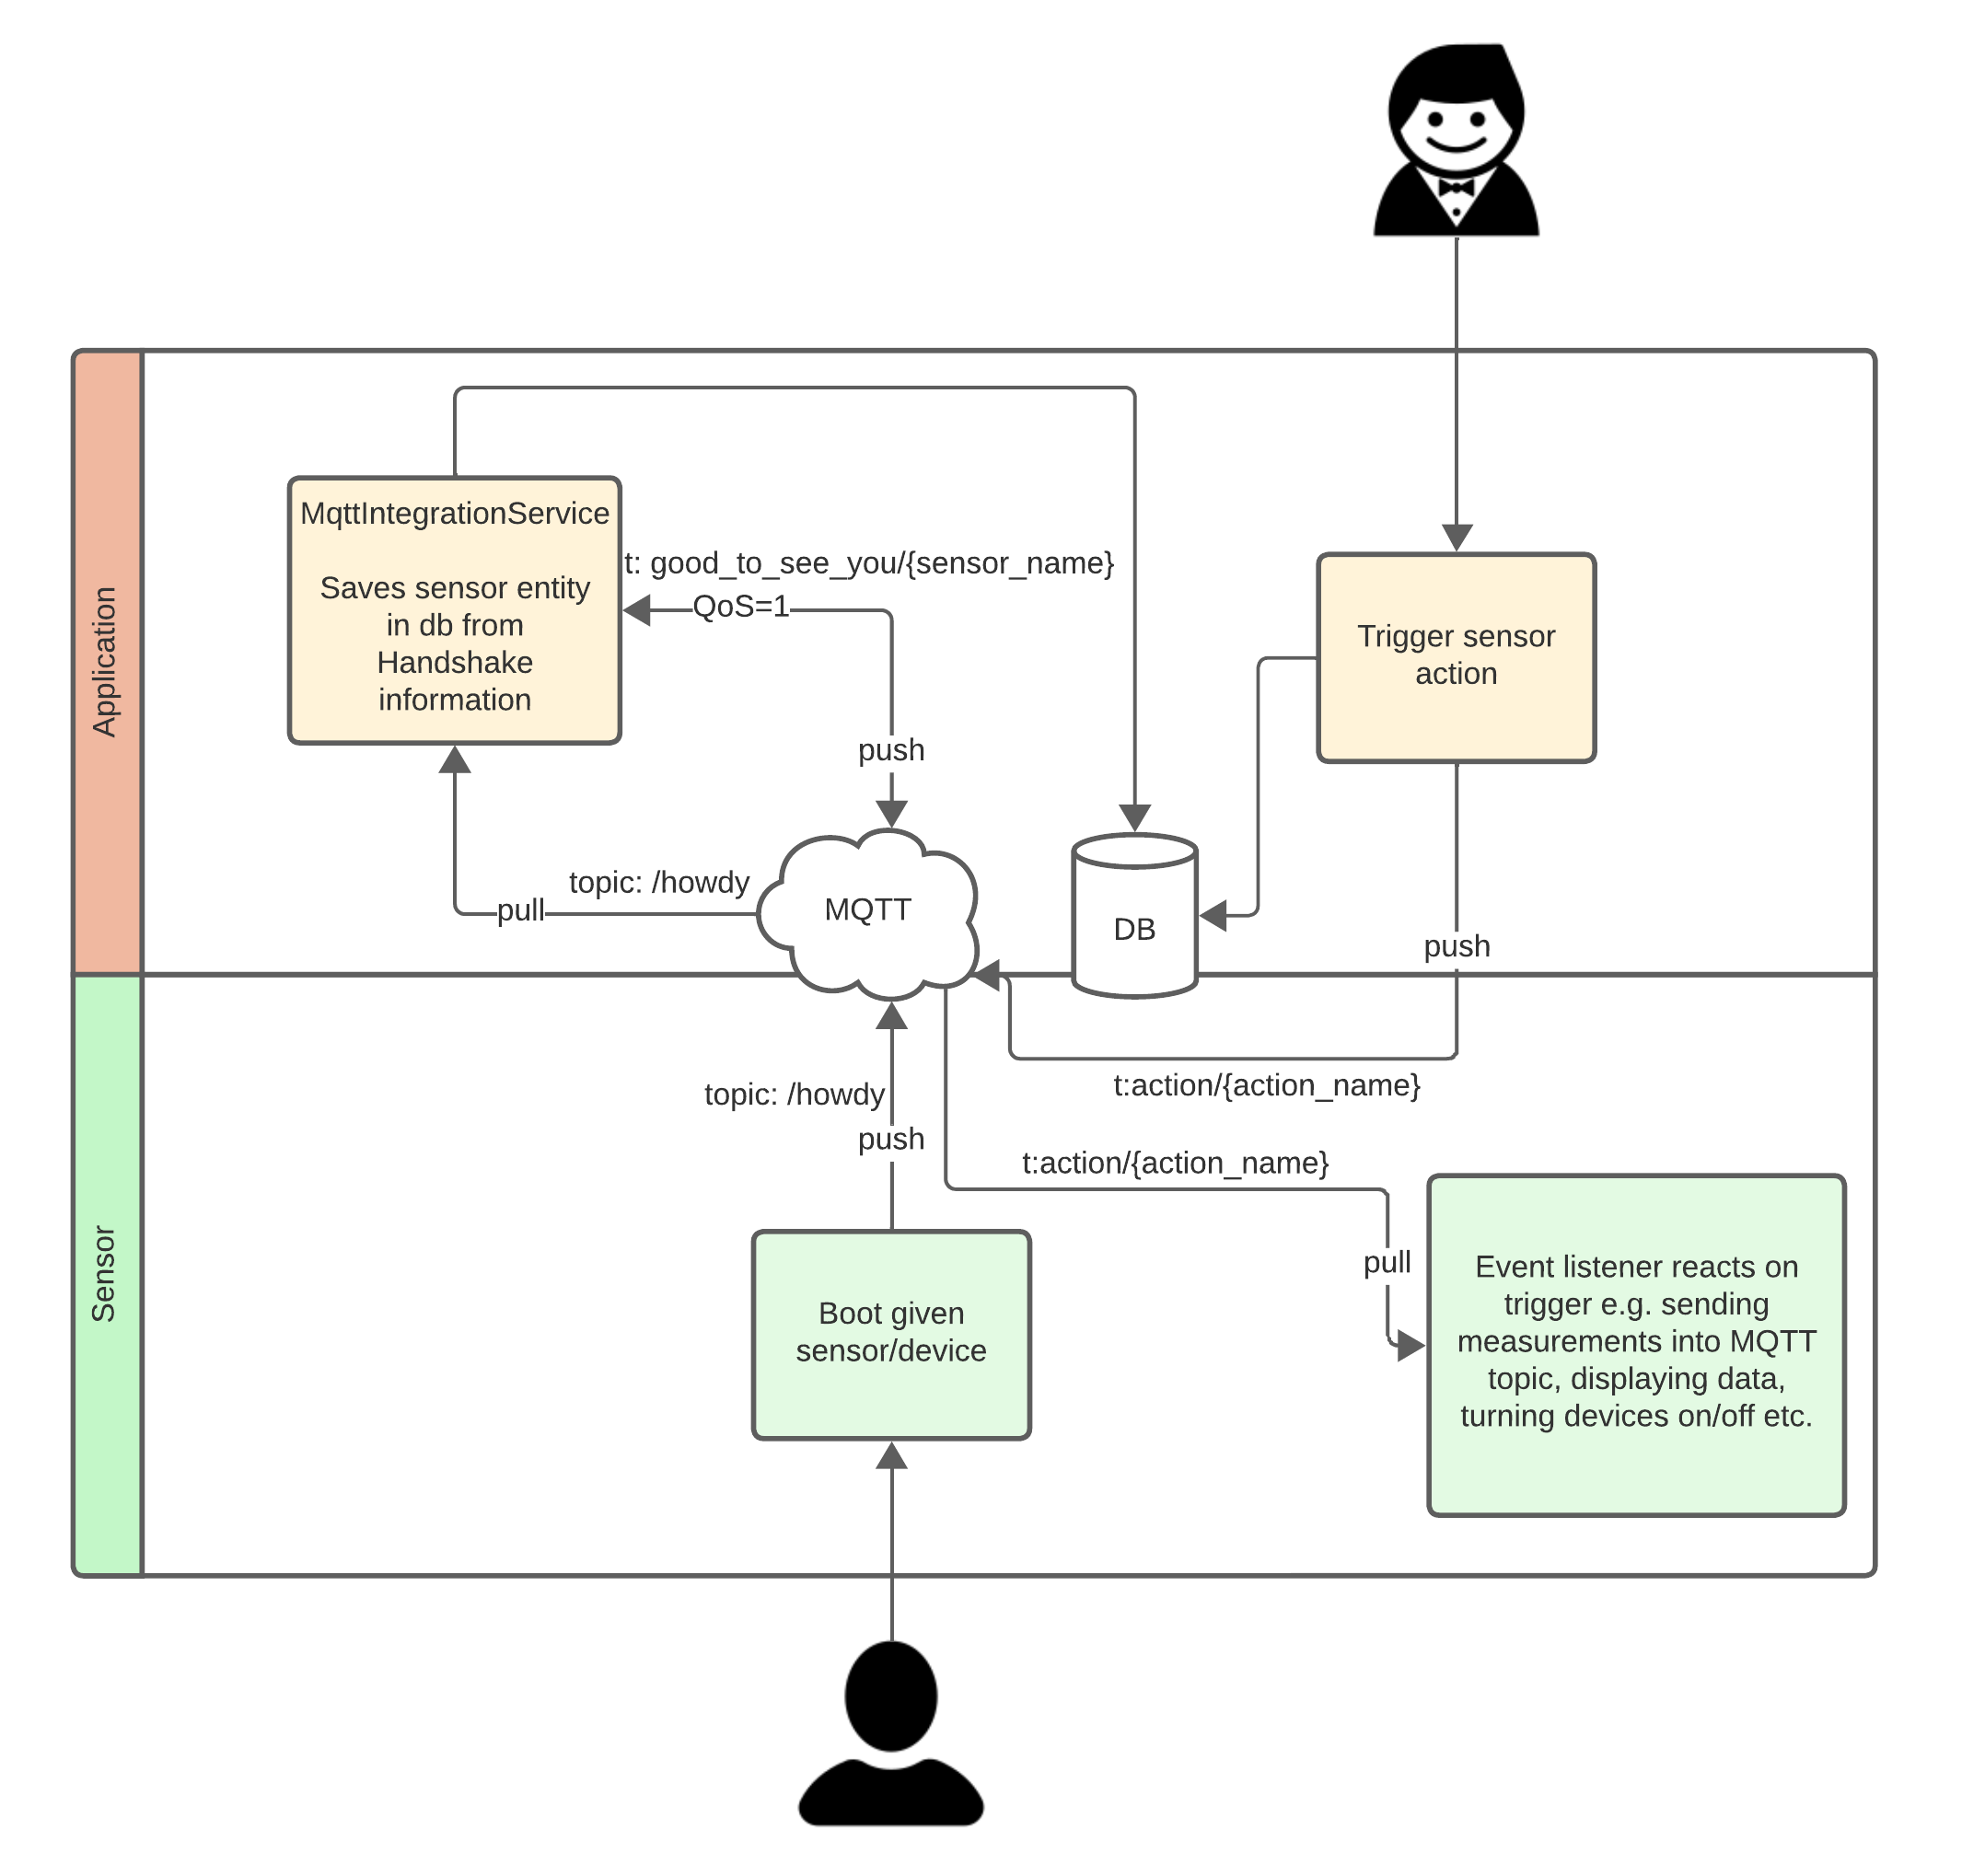 Application
MqttIntegrationService
Saves sensor entity
in db from
Handshake
information
t: good_to_see_you/{sensor_name}
QoS=1
push
Trigger sensor
action
topic: /howdy
pull
MQTT
DB
push
Sensor
t:action/{action_name}
topic: /howdy
push
t:action/{action_name}
pull
Boot given
sensor/device
Event listener reacts on
trigger e.g. sending
measurements into MQTT
topic, displaying data,
turning devices on/off etc.